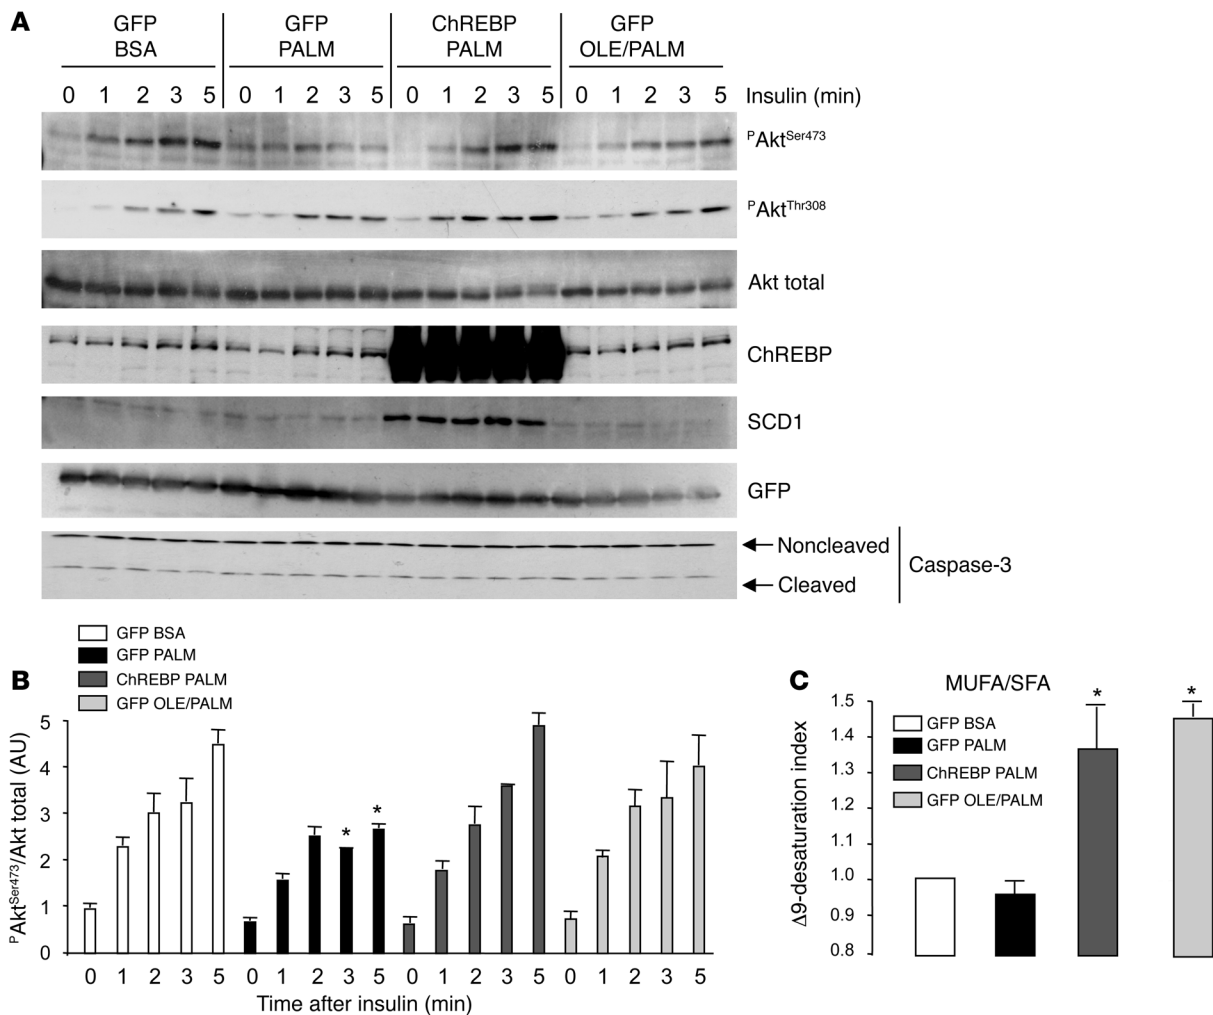 A
GFP
BSA
GFP
PALM
ChREBP
PALM
GFP
OLE/PALM
0 1 2 3 5 0 1 2 3 5 0 1 2 3 5 0 1 2 3 5 Insulin (min)
PAktSer473
PAktThr308
Akt total
ChREBP
SCD1
GFP
Noncleaved
Cleaved
Caspase-3
B
GFP BSA
GFP PALM
ChREBP PALM
GFP OLE/PALM
PAktSer473/Akt total (AU)
5
4
3
2
1
0
* *
0 1 2 3 5 0 1 2 3 5 0 1 2 3 5 0 1 2 3 5
Time after insulin (min)
C
MUFA/SFA
GFP BSA
GFP PALM
ChREBP PALM
GFP OLE/PALM
Δ9-desaturation index
1.5
1.4
1.3
1.2
1.1
1.0
0.9
0.8
* *